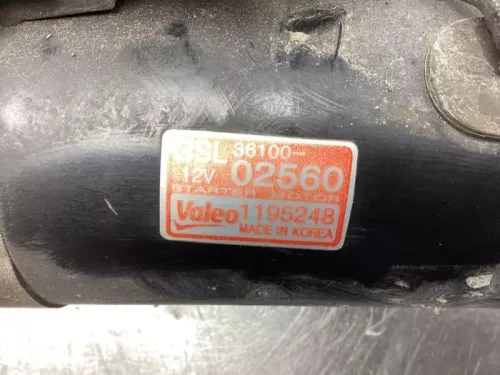 GSL 36100-
12V 02560
STARTER MOTOR
Valeo 1195248
MADE IN KOREA